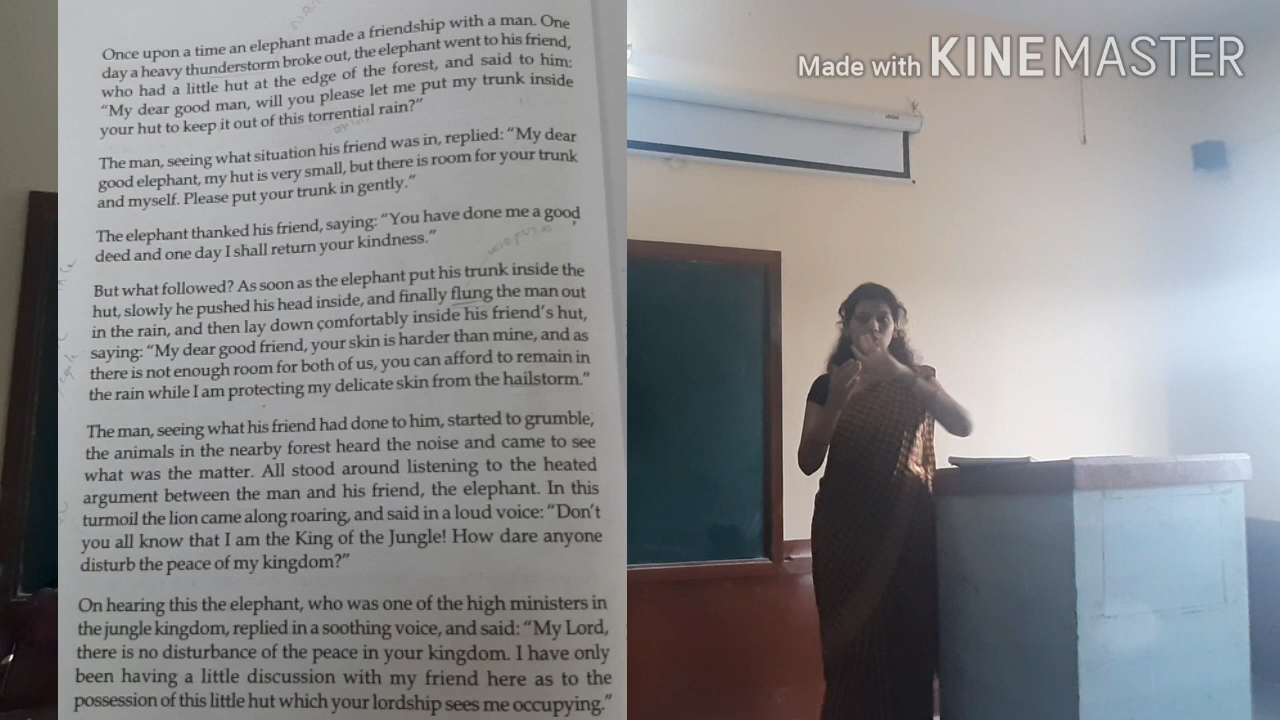 Once upon a time an elephant made a friendship with a man. One
day a heavy thunderstorm broke out, the elephant went to his friend,
who had a little hut at the edge of the forest, and said to him:
“My dear good man, will you please let me put my trunk inside
your hut to keep it out of this torrential rain?”
The man, seeing what situation his friend was in, replied: “My dear
good elephant, my hut is very small, but there is room for your trunk
and myself. Please put your trunk in gently.”
The elephant thanked his friend, saying: “You have done me a good
deed and one day I shall return your kindness.”
But what followed? As soon as the elephant put his trunk inside the
hut, slowly he pushed his head inside, and finally flung the man out
in the rain, and then lay down comfortably inside his friend’s hut,
saying: “My dear good friend, your skin is harder than mine, and as
there is not enough room for both of us, you can afford to remain in
the rain while I am protecting my delicate skin from the hailstorm.”
The man, seeing what his friend had done to him, started to grumble,
the animals in the nearby forest heard the noise and came to see
what was the matter. All stood around listening to the heated
argument between the man and his friend, the elephant. In this
turmoil the lion came along roaring, and said in a loud voice: “Don’t
you all know that I am the King of the Jungle! How dare anyone
disturb the peace of my kingdom?”
On hearing this the elephant, who was one of the high ministers in
the jungle kingdom, replied in a soothing voice, and said: “My Lord,
there is no disturbance of the peace in your kingdom. I have only
been having a little discussion with my friend here as to the
possession of this little hut which your lordship sees me occupying.”
Made with KINEMASTER